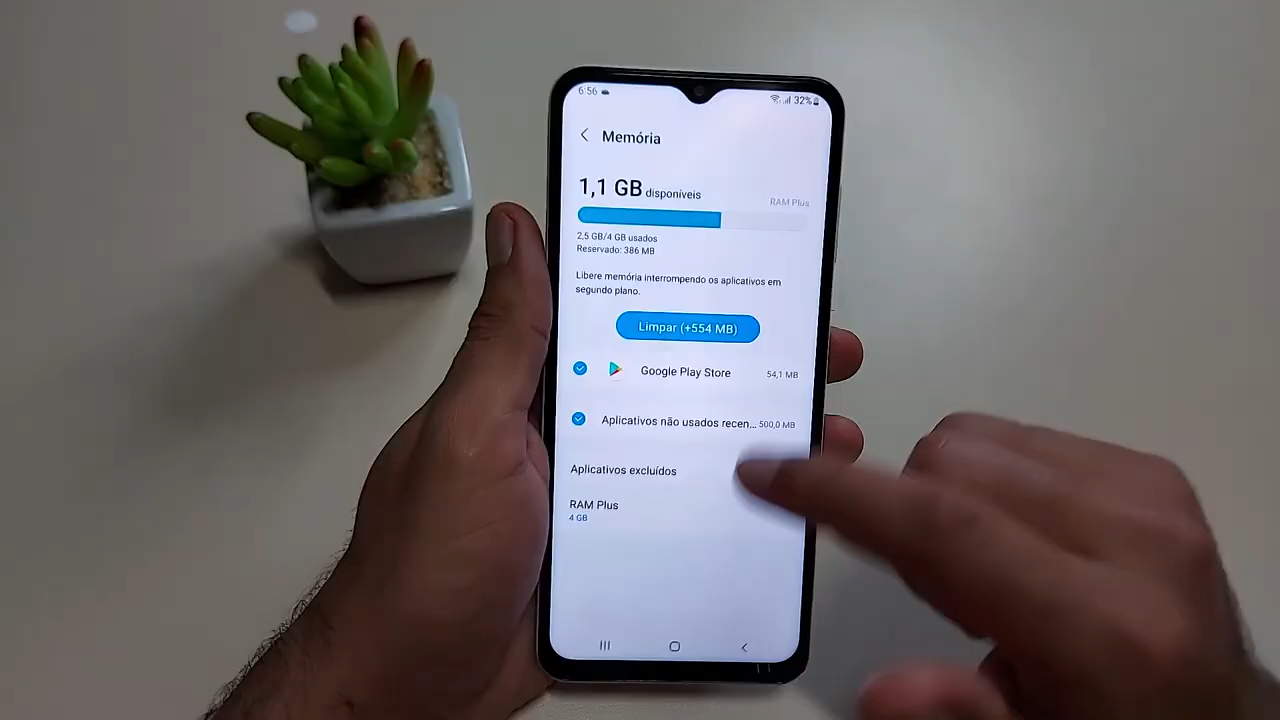 6:56
32%
Memória
1,1 GB disponíveis
RAM Plus
2,5 GB/4 GB usados
Reservado: 386 MB
Libere memória interrompendo os aplicativos em
segundo plano.
Limpar (+554 MB)
Google Play Store 54,1 MB
Aplicativos não usados recen... 500,0 MB
Aplicativos excluídos
RAM Plus
4 GB